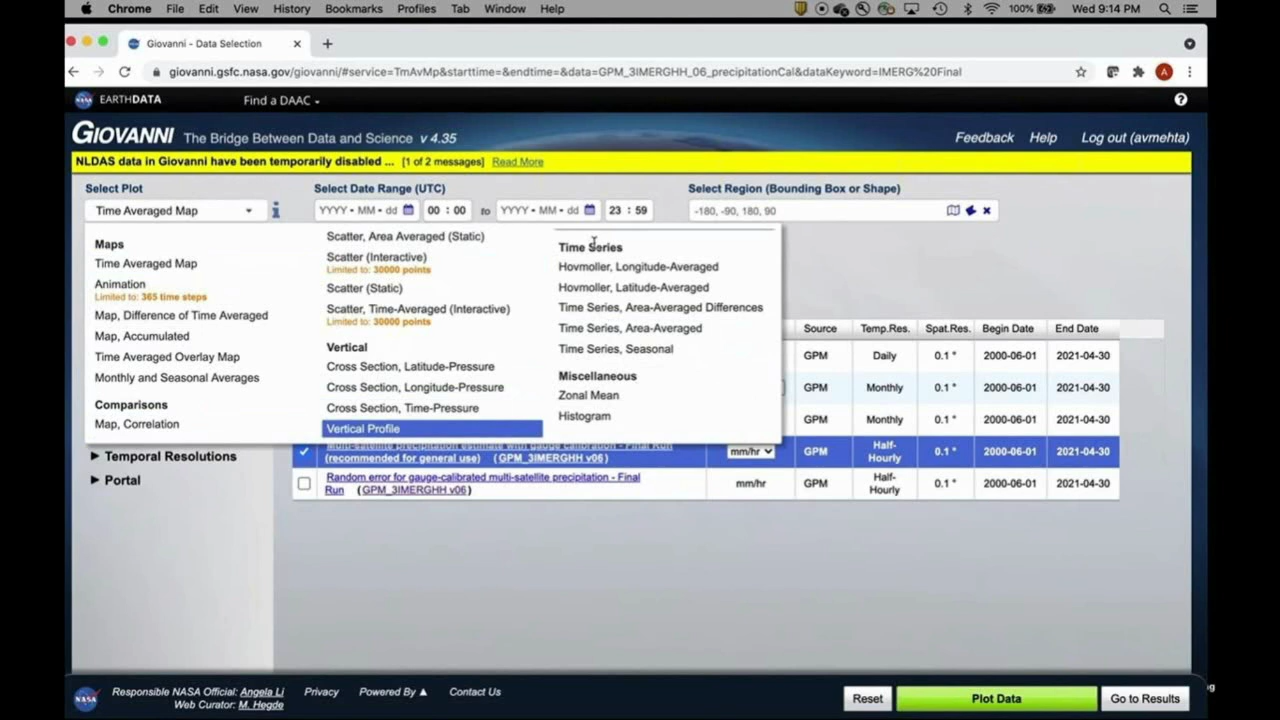 Chrome File Edit View History Bookmarks Profiles Tab Window Help 100% Wed 9:14 PM
Giovanni - Data Selection
giovanni.gsfc.nasa.gov/giovanni/#service=TmAvMp&starttime=&endtime=&data=GPM_3IMERGHH_06_precipitationCal&dataKeyword=IMERG%20Final A
EARTHDATA Find a DAAC
GIOVANNI The Bridge Between Data and Science v 4.35 Feedback Help Log out (avmehta)
NLDAS data in Giovanni have been temporarily disabled ... [1 of 2 messages] Read More
Select Plot Select Date Range (UTC) Select Region (Bounding Box or Shape)
Time Averaged Map YYYY - MM - dd 00 : 00 to YYYY - MM - dd 23 : 59 -180, -90, 180, 90
Maps
Time Averaged Map
Animation
Limited to: 365 time steps
Map, Difference of Time Averaged
Map, Accumulated
Time Averaged Overlay Map
Monthly and Seasonal Averages
Comparisons
Map, Correlation
Scatter, Area Averaged (Static)
Scatter (Interactive)
Limited to: 30000 points
Scatter (Static)
Scatter, Time-Averaged (Interactive)
Limited to: 30000 points
Vertical
Cross Section, Latitude-Pressure
Cross Section, Longitude-Pressure
Cross Section, Time-Pressure
Vertical Profile
Time Series
Hovmoller, Longitude-Averaged
Hovmoller, Latitude-Averaged
Time Series, Area-Averaged Differences
Time Series, Area-Averaged
Time Series, Seasonal
Miscellaneous
Zonal Mean
Histogram
Source Temp.Res. Spat.Res. Begin Date End Date
GPM Daily 0.1 ° 2000-06-01 2021-04-30
GPM Monthly 0.1 ° 2000-06-01 2021-04-30
GPM Monthly 0.1 ° 2000-06-01 2021-04-30
Temporal Resolutions
Portal
Multi-satellite precipitation estimate with gauge calibration - Final Run
(recommended for general use) (GPM_3IMERGHH v06) mm/hr GPM Half-Hourly 0.1 ° 2000-06-01 2021-04-30
Random error for gauge-calibrated multi-satellite precipitation - Final
Run (GPM_3IMERGHH v06) mm/hr GPM Half-Hourly 0.1 ° 2000-06-01 2021-04-30
Responsible NASA Official: Angela Li Privacy Powered By Contact Us
Web Curator: M. Hegde
Reset Plot Data Go to Results